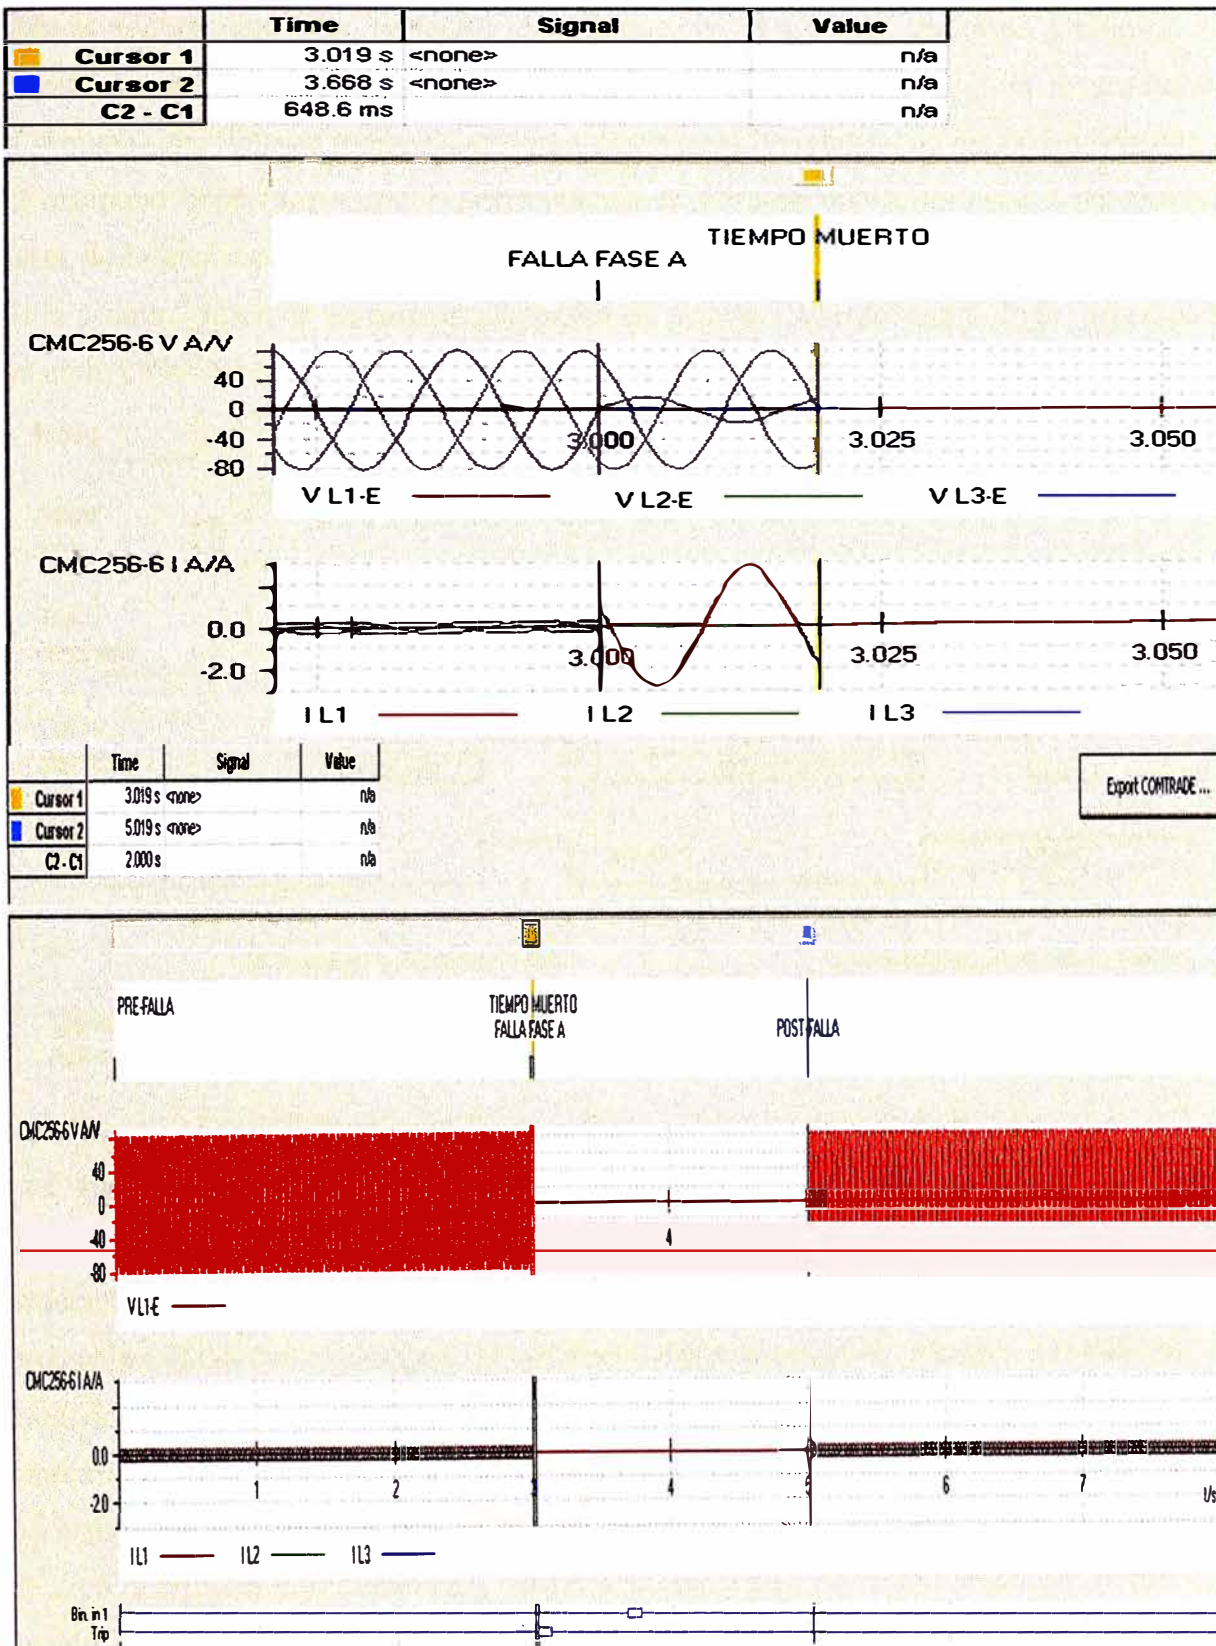 Time Signal Value
Cursor 1 3.019 s <none> n/a
Cursor 2 3.668 s <none> n/a
C2 - C1 648.6 ms n/a
TIEMPO MUERTO
FALLA FASE A
CMC256-6 V A/V
40
0
-40
-80
3.000 3.025 3.050
V L1-E V L2-E V L3-E
CMC256-6 I A/A
0.0
-2.0
3.000 3.025 3.050
I L1 I L2 I L3
Time Signal Value
Cursor 1 3.019 s <none> n/a
Cursor 2 5.019 s <none> n/a
C2 - C1 2.000 s n/a
Export COMTRADE ...
PRE-FALLA TIEMPO MUERTO
FALLA FASE A POST FALLA
CMC256-6 V A/V
40
0
-40
-80
4
V L1-E
CMC256-6 I A/A
0.0
-20
1 2 3 4 5 6 7 t/s
I L1 I L2 I L3
Bin. in 1
Trip